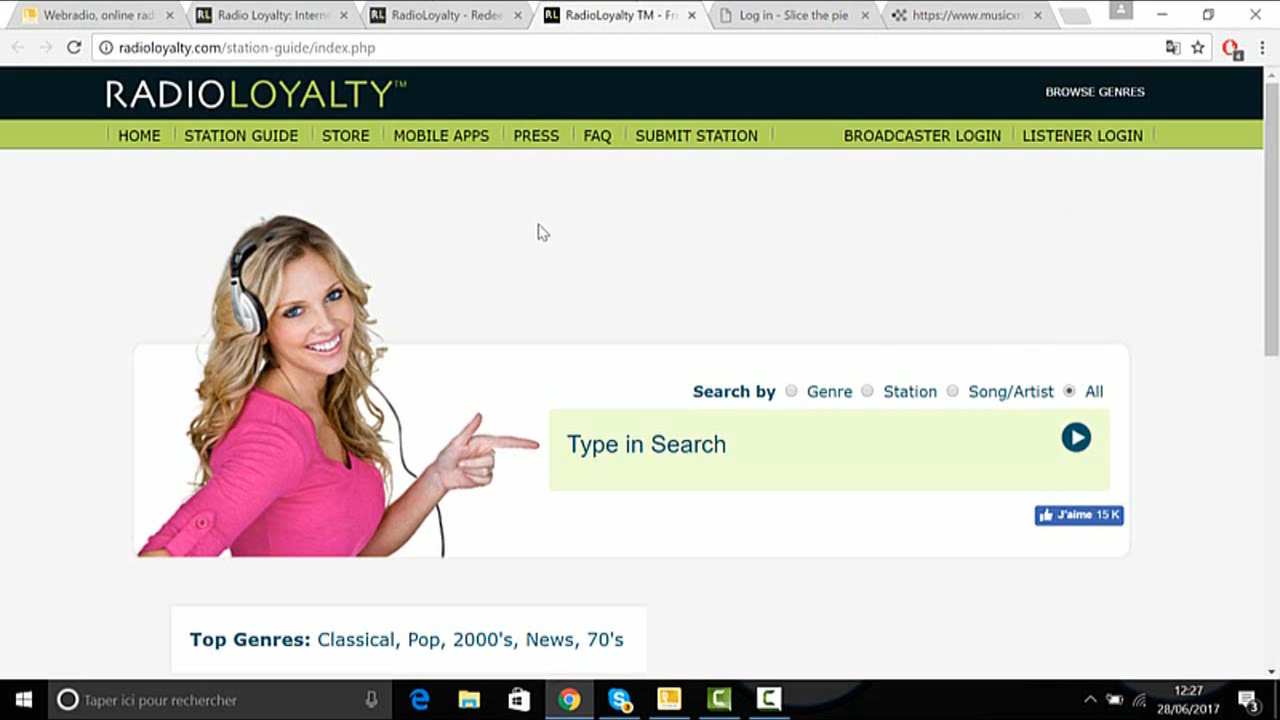 Webradio, online rad
Radio Loyalty: Intern
RadioLoyalty - Redee
RadioLoyalty TM - Fr
Log in - Slice the pie
https://www.musicx
radioloyalty.com/station-guide/index.php
4
RADIOLOYALTY™
BROWSE GENRES
HOME
STATION GUIDE
STORE
MOBILE APPS
PRESS
FAQ
SUBMIT STATION
BROADCASTER LOGIN
LISTENER LOGIN
Search by Genre Station Song/Artist All
Type in Search
J'aime 15 K
Top Genres: Classical, Pop, 2000's, News, 70's
Taper ici pour rechercher
12:27
28/06/2017
3